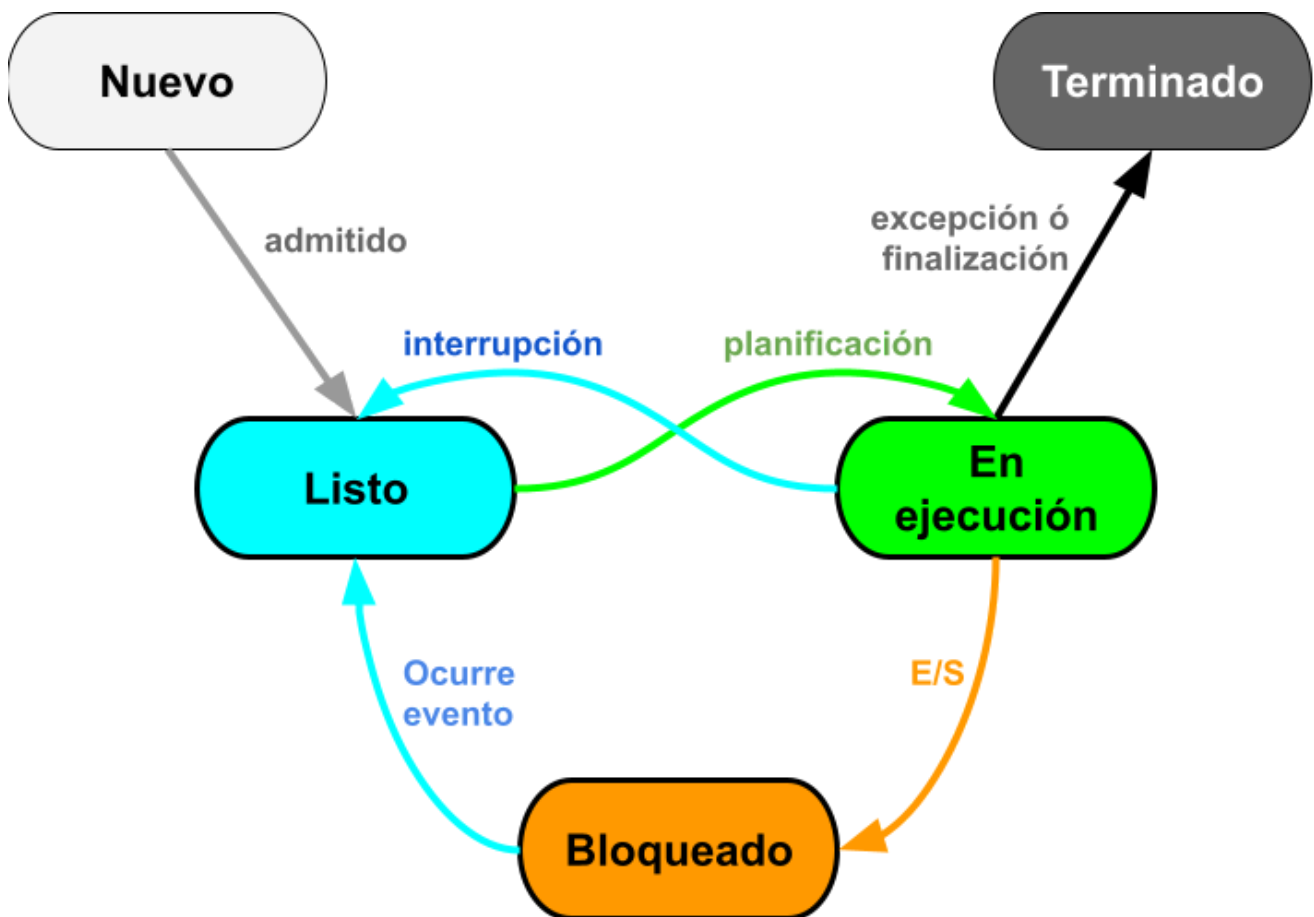 Nuevo
Terminado
admitido
excepción ó
finalización
interrupción
planificación
Listo
En
ejecución
Ocurre
evento
E/S
Bloqueado